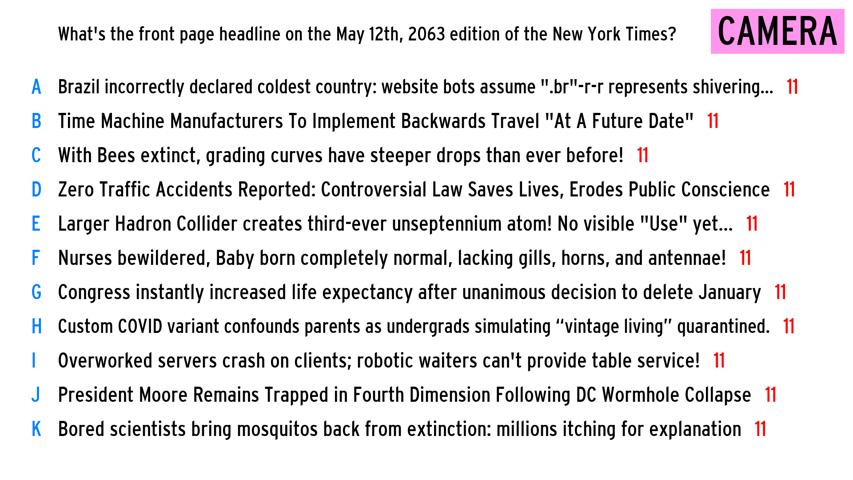 What's the front page headline on the May 12th, 2063 edition of the New York Times?
CAMERA
A Brazil incorrectly declared coldest country: website bots assume ".br"-r-r represents shivering... 11
B Time Machine Manufacturers To Implement Backwards Travel "At A Future Date" 11
C With Bees extinct, grading curves have steeper drops than ever before! 11
D Zero Traffic Accidents Reported: Controversial Law Saves Lives, Erodes Public Conscience 11
E Larger Hadron Collider creates third-ever unseptennium atom! No visible "Use" yet... 11
F Nurses bewildered, Baby born completely normal, lacking gills, horns, and antennae! 11
G Congress instantly increased life expectancy after unanimous decision to delete January 11
H Custom COVID variant confounds parents as undergrads simulating “vintage living” quarantined. 11
I Overworked servers crash on clients; robotic waiters can't provide table service! 11
J President Moore Remains Trapped in Fourth Dimension Following DC Wormhole Collapse 11
K Bored scientists bring mosquitos back from extinction: millions itching for explanation 11